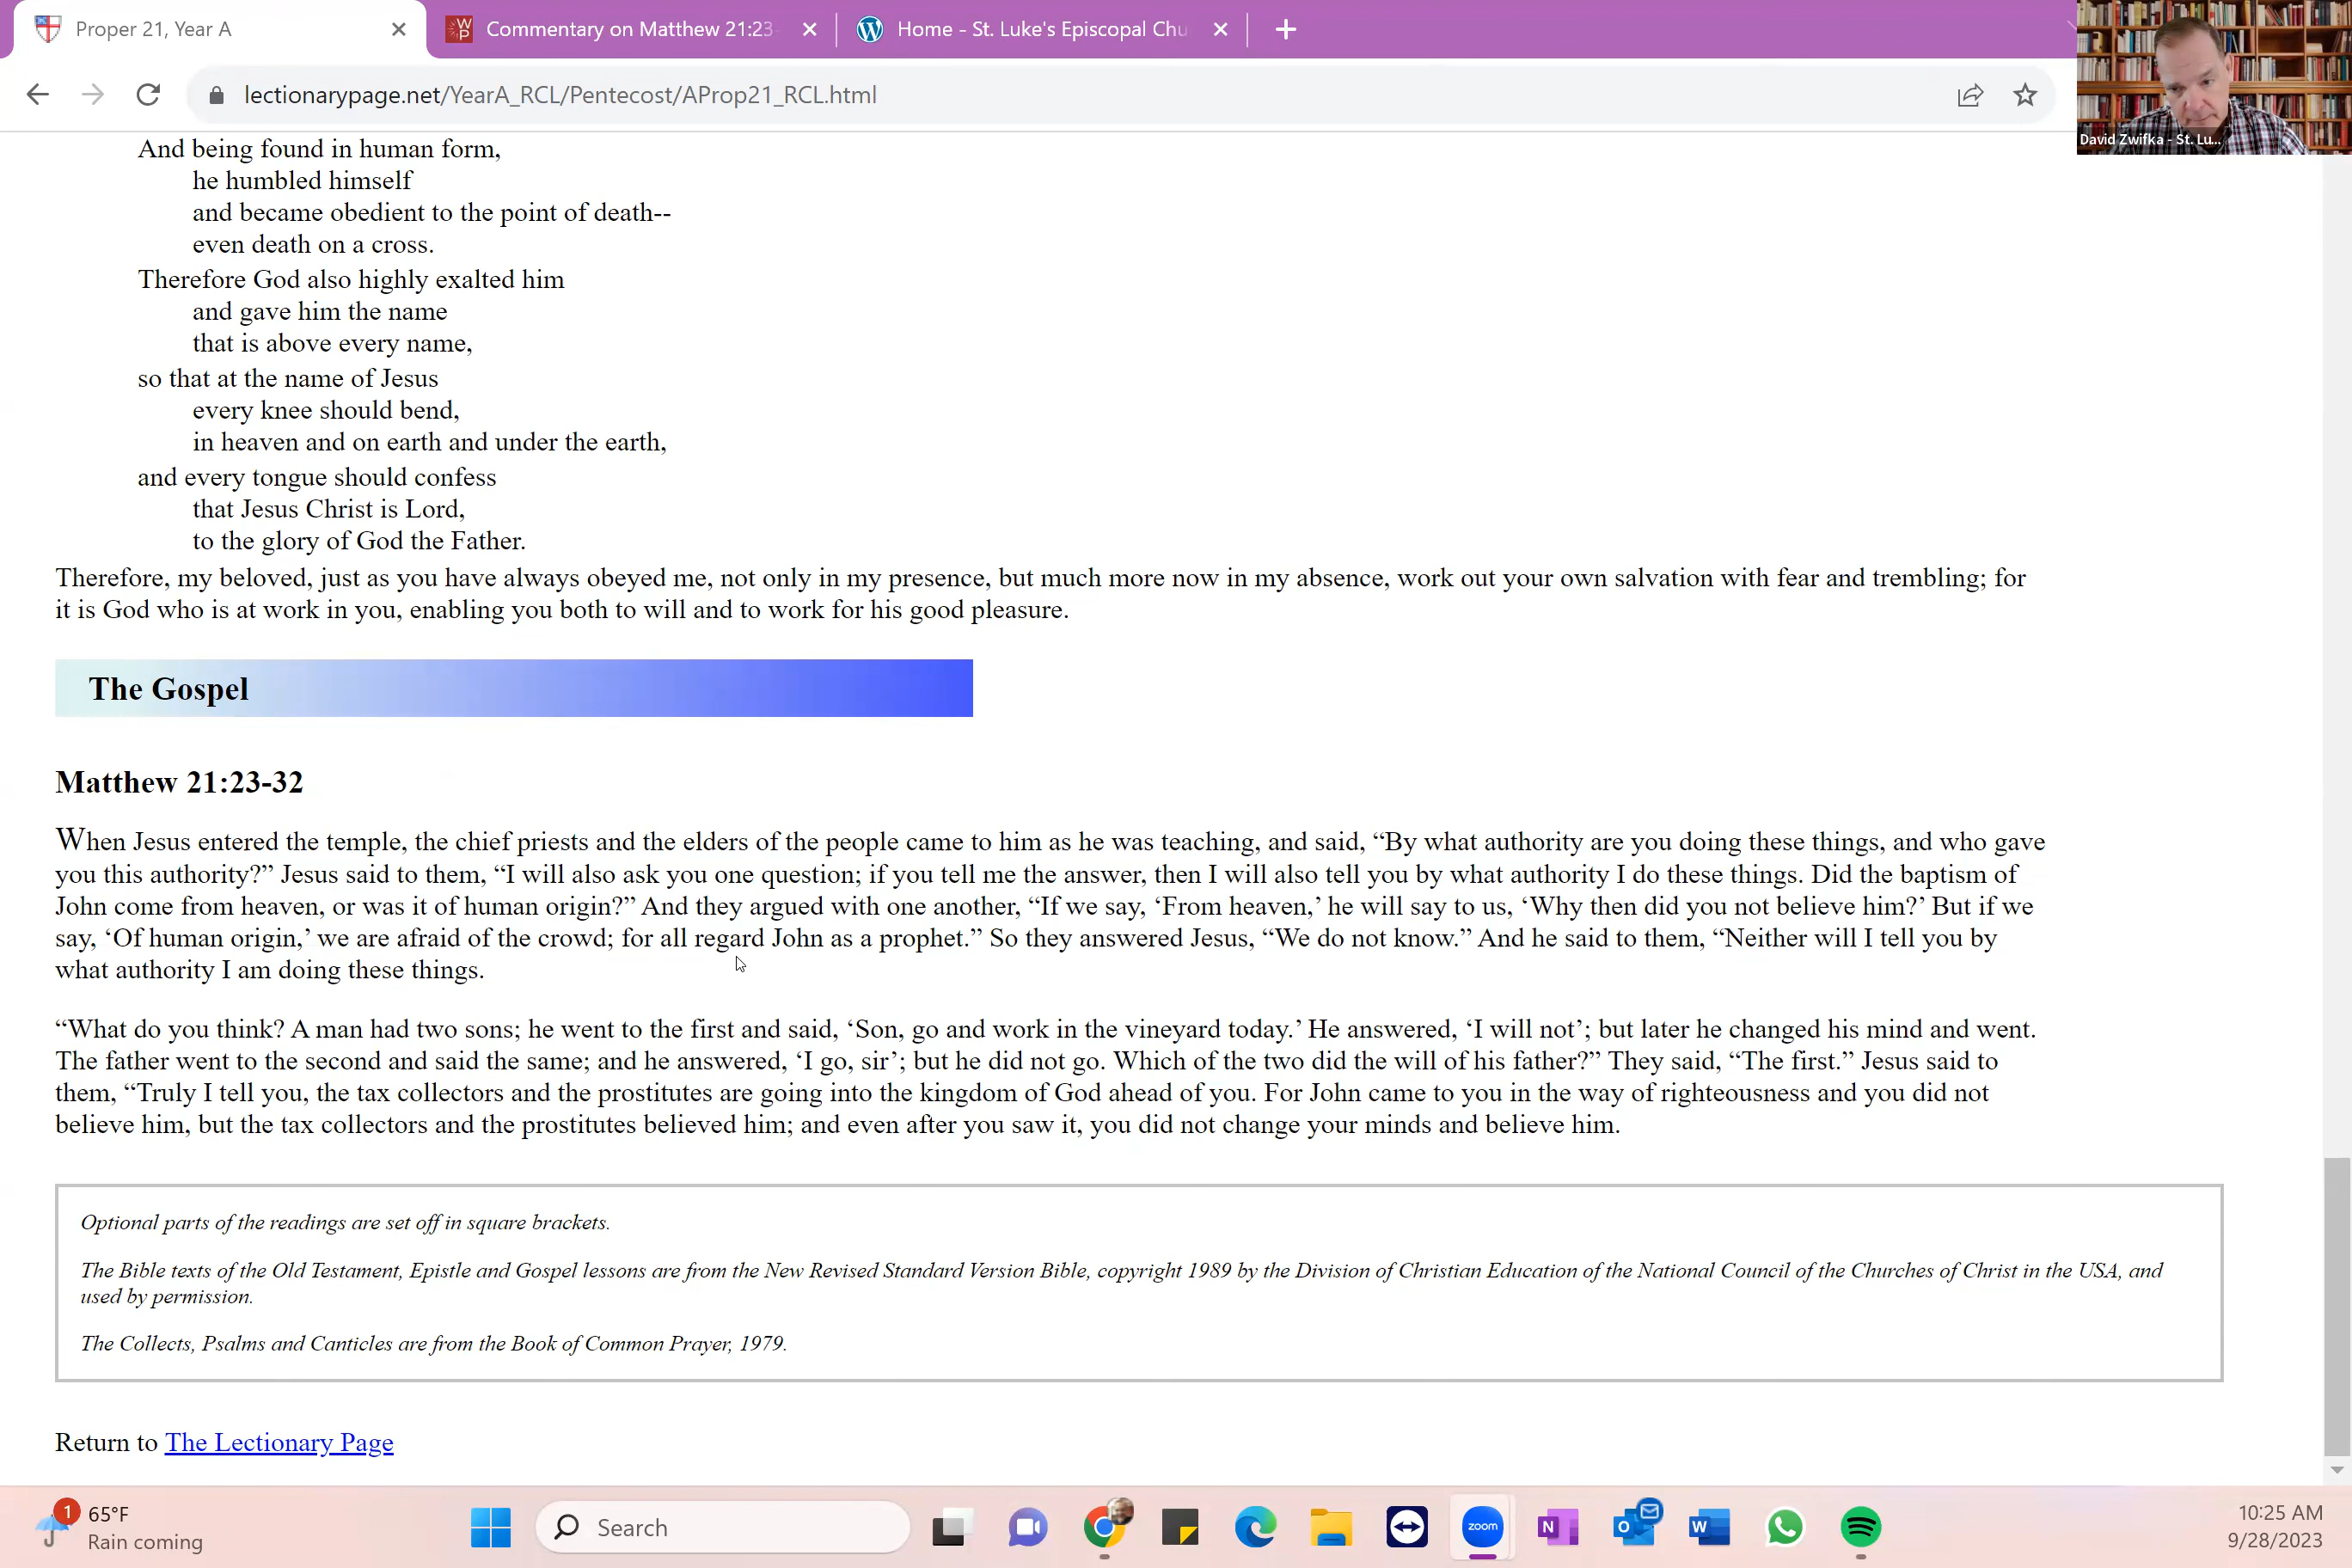 Proper 21, Year A
Commentary on Matthew 21:23-
Home - St. Luke's Episcopal Chu
lectionarypage.net/YearA_RCL/Pentecost/AProp21_RCL.html
David Zwifka - St. Lu...
And being found in human form,
he humbled himself
and became obedient to the point of death--
even death on a cross.
Therefore God also highly exalted him
and gave him the name
that is above every name,
so that at the name of Jesus
every knee should bend,
in heaven and on earth and under the earth,
and every tongue should confess
that Jesus Christ is Lord,
to the glory of God the Father.
Therefore, my beloved, just as you have always obeyed me, not only in my presence, but much more now in my absence, work out your own salvation with fear and trembling; for
it is God who is at work in you, enabling you both to will and to work for his good pleasure.
The Gospel
Matthew 21:23-32
When Jesus entered the temple, the chief priests and the elders of the people came to him as he was teaching, and said, “By what authority are you doing these things, and who gave
you this authority?” Jesus said to them, “I will also ask you one question; if you tell me the answer, then I will also tell you by what authority I do these things. Did the baptism of
John come from heaven, or was it of human origin?” And they argued with one another, “If we say, ‘From heaven,’ he will say to us, ‘Why then did you not believe him?’ But if we
say, ‘Of human origin,’ we are afraid of the crowd; for all regard John as a prophet.” So they answered Jesus, “We do not know.” And he said to them, “Neither will I tell you by
what authority I am doing these things.
“What do you think? A man had two sons; he went to the first and said, ‘Son, go and work in the vineyard today.’ He answered, ‘I will not’; but later he changed his mind and went.
The father went to the second and said the same; and he answered, ‘I go, sir’; but he did not go. Which of the two did the will of his father?” They said, “The first.” Jesus said to
them, “Truly I tell you, the tax collectors and the prostitutes are going into the kingdom of God ahead of you. For John came to you in the way of righteousness and you did not
believe him, but the tax collectors and the prostitutes believed him; and even after you saw it, you did not change your minds and believe him.
Optional parts of the readings are set off in square brackets.
The Bible texts of the Old Testament, Epistle and Gospel lessons are from the New Revised Standard Version Bible, copyright 1989 by the Division of Christian Education of the National Council of the Churches of Christ in the USA, and
used by permission.
The Collects, Psalms and Canticles are from the Book of Common Prayer, 1979.
Return to The Lectionary Page
1
65°F
Rain coming
Search
zoom
N
O
W
10:25 AM
9/28/2023